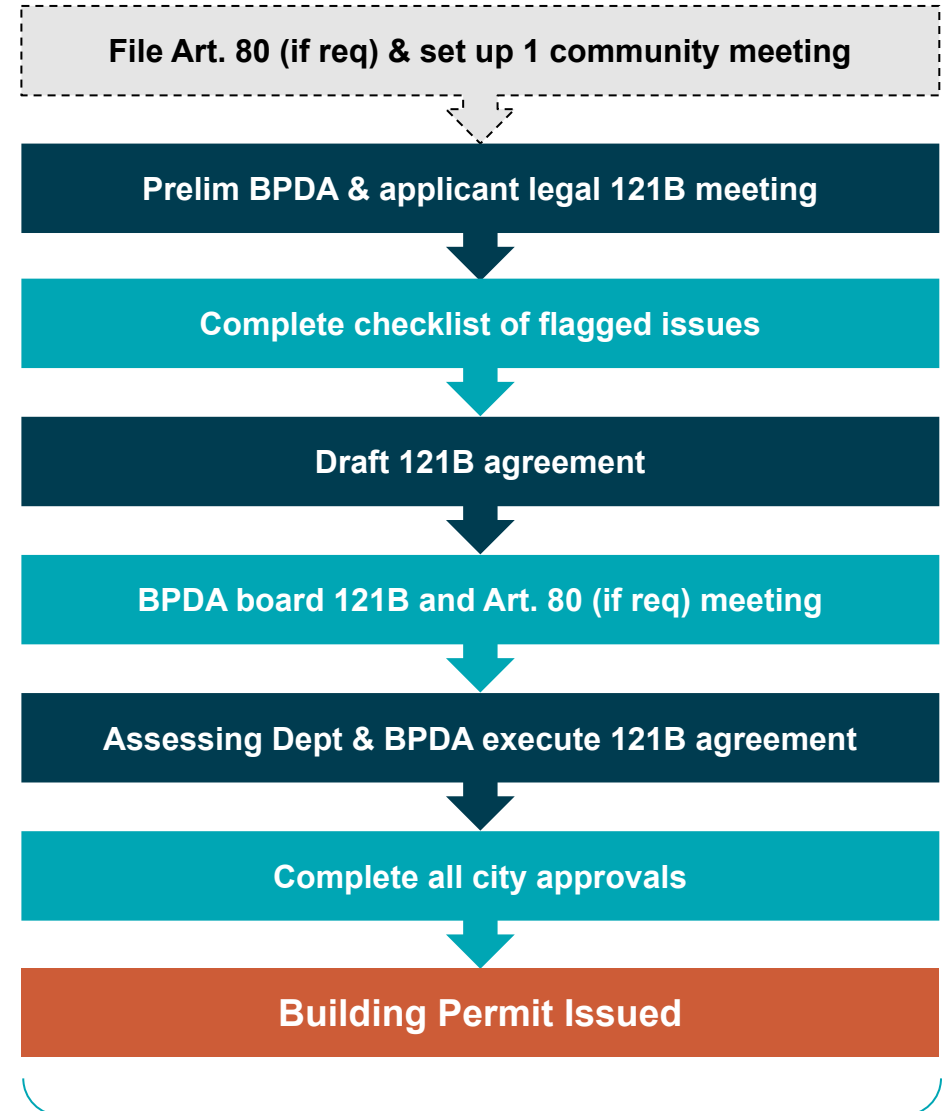 File Art. 80 (if req) & set up 1 community meeting
Prelim BPDA & applicant legal 121B meeting
Complete checklist of flagged issues
Draft 121B agreement
BPDA board 121B and Art. 80 (if req) meeting
Assessing Dept & BPDA execute 121B agreement
Complete all city approvals
Building Permit Issued